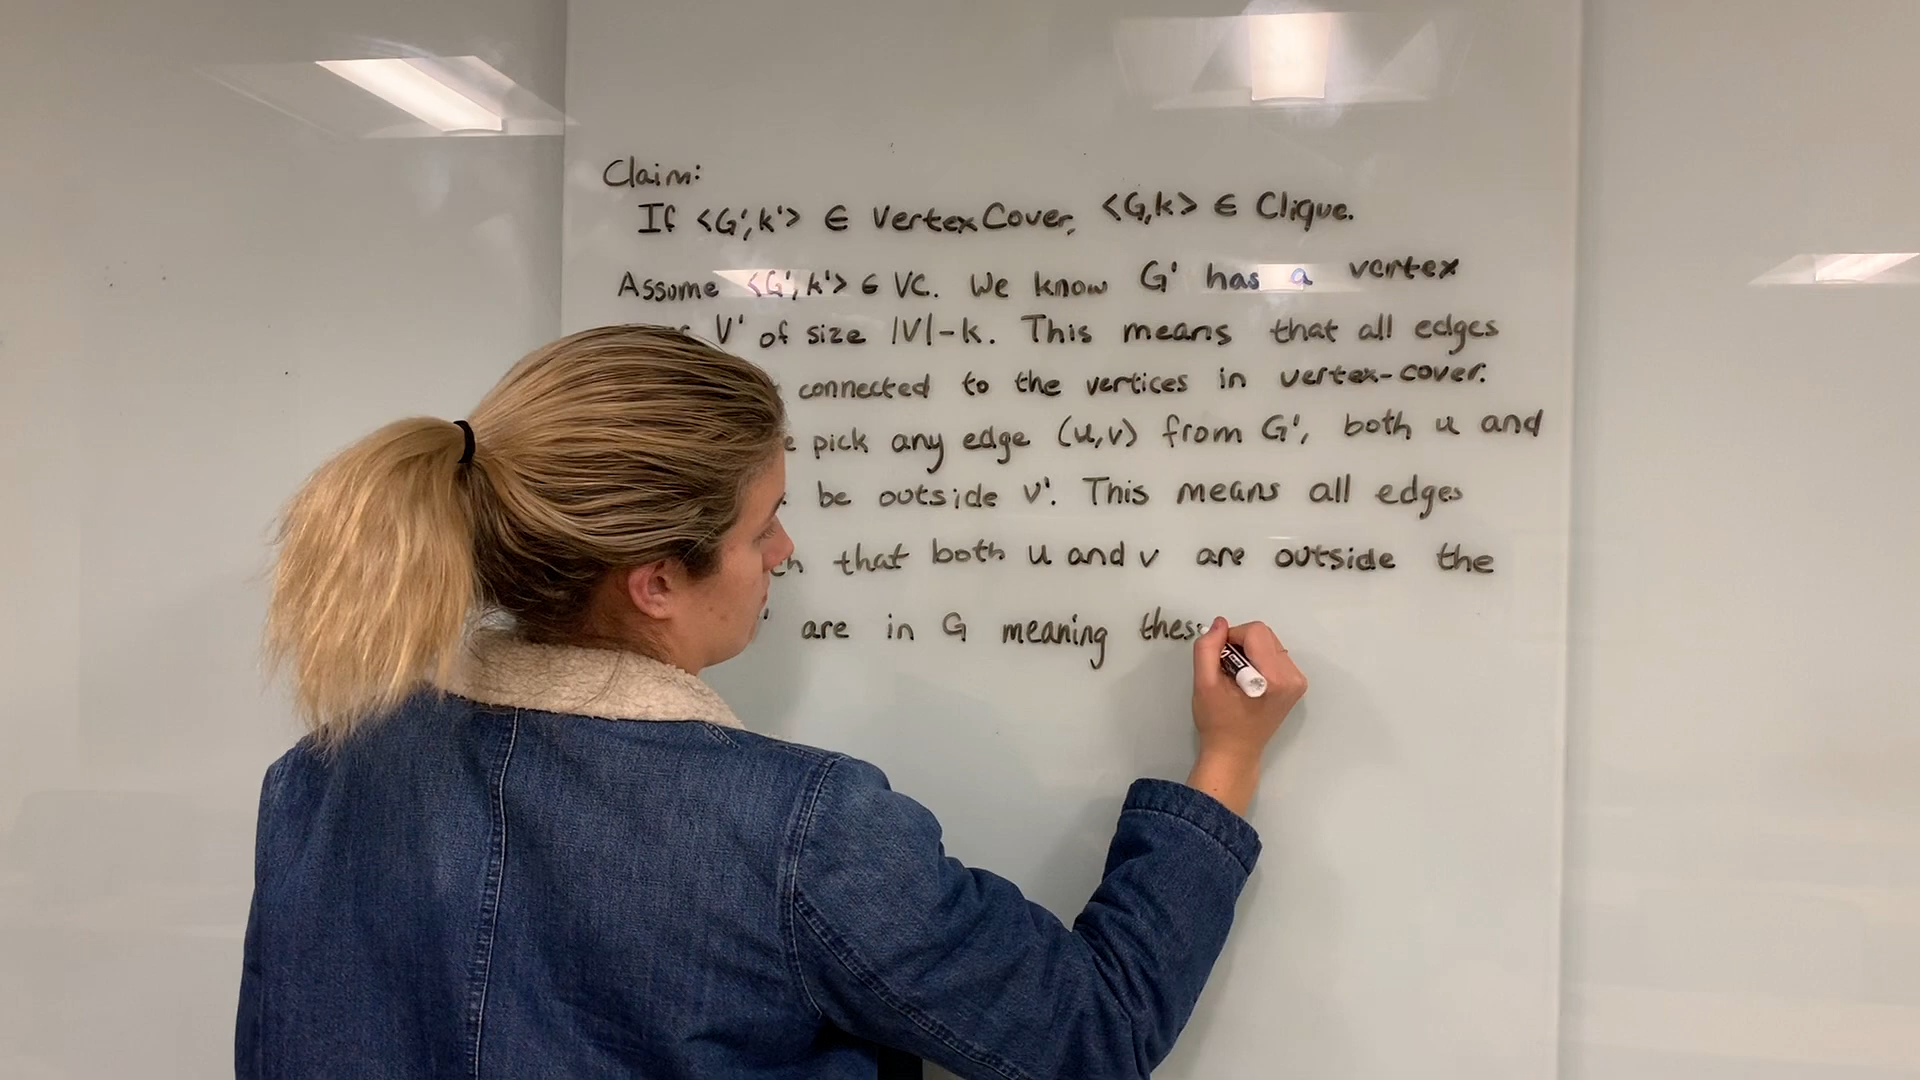 Claim:
If <G',k'> ∈ VertexCover, <G,k> ∈ Clique.
Assume <G',k'> ∈ VC. We know G' has a vertex
V' of size |V|-k. This means that all edges
connected to the vertices in vertex-cover.
pick any edge (u,v) from G', both u and
be outside V'. This means all edges
that both u and v are outside the
are in G meaning these